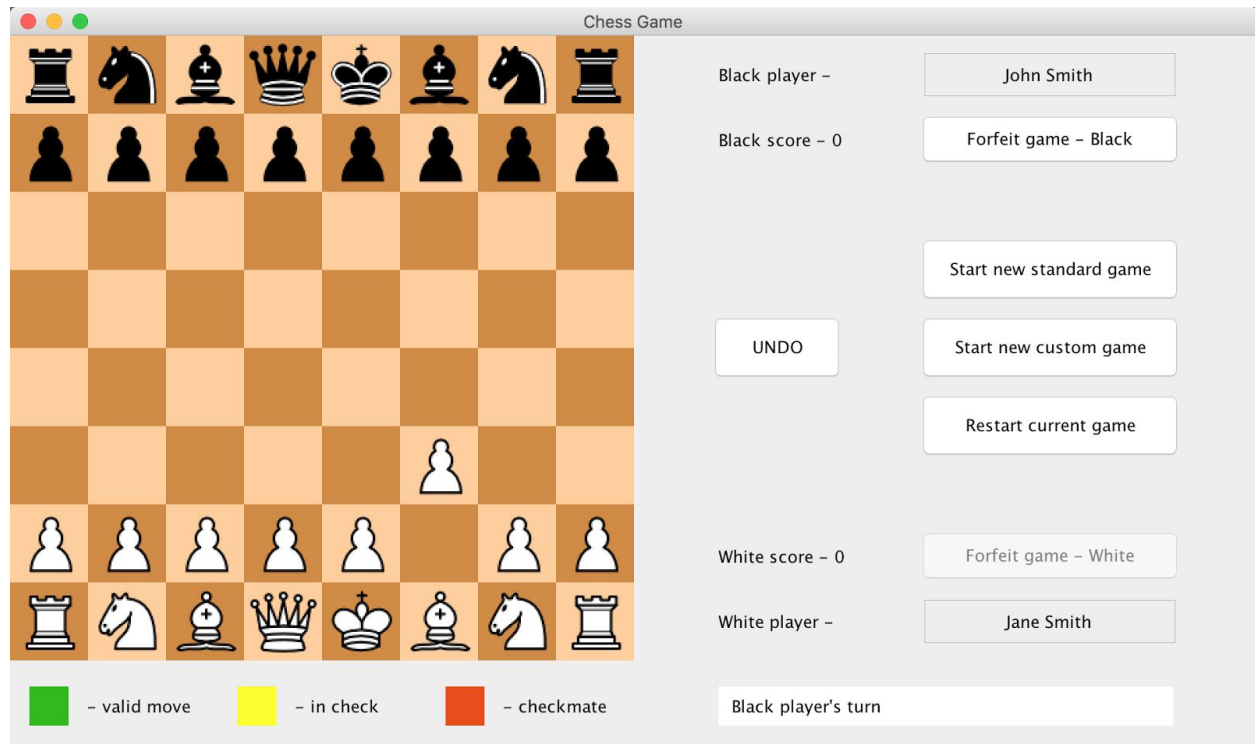 Chess Game
Black player –
John Smith
Black score – 0
Forfeit game – Black
Start new standard game
UNDO
Start new custom game
Restart current game
White score – 0
Forfeit game – White
White player –
Jane Smith
– valid move
– in check
– checkmate
Black player's turn